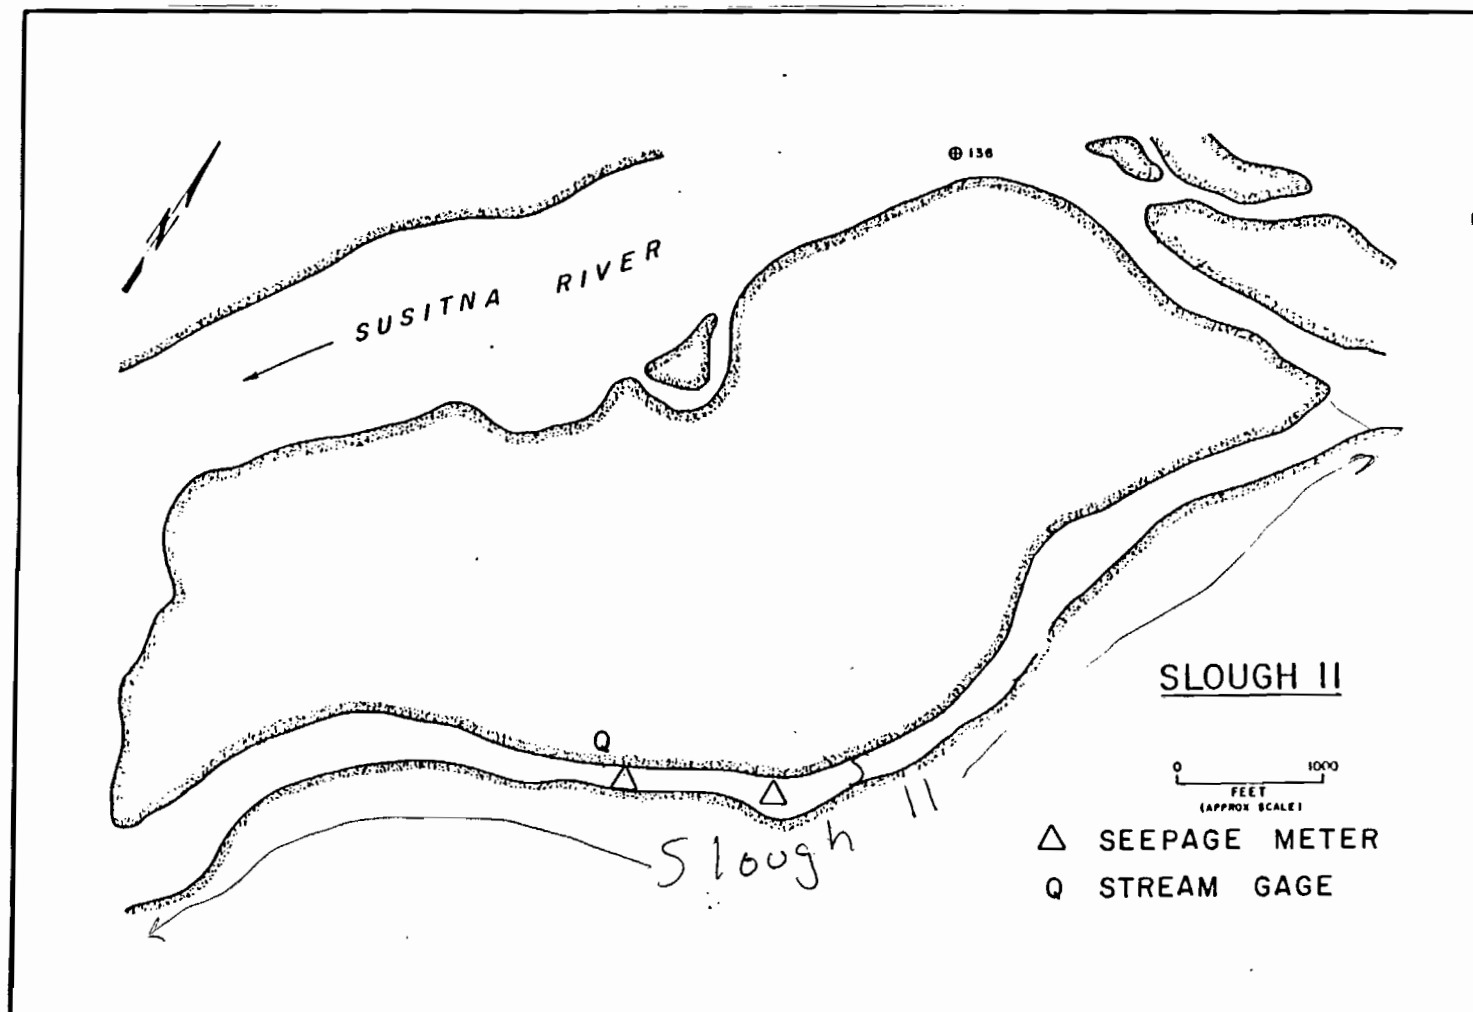 ⊕ 136
SUSITNA RIVER
SLOUGH 11
Q
0 1000
FEET
(APPROX SCALE)
Slough 11
△ SEEPAGE METER
Q STREAM GAGE